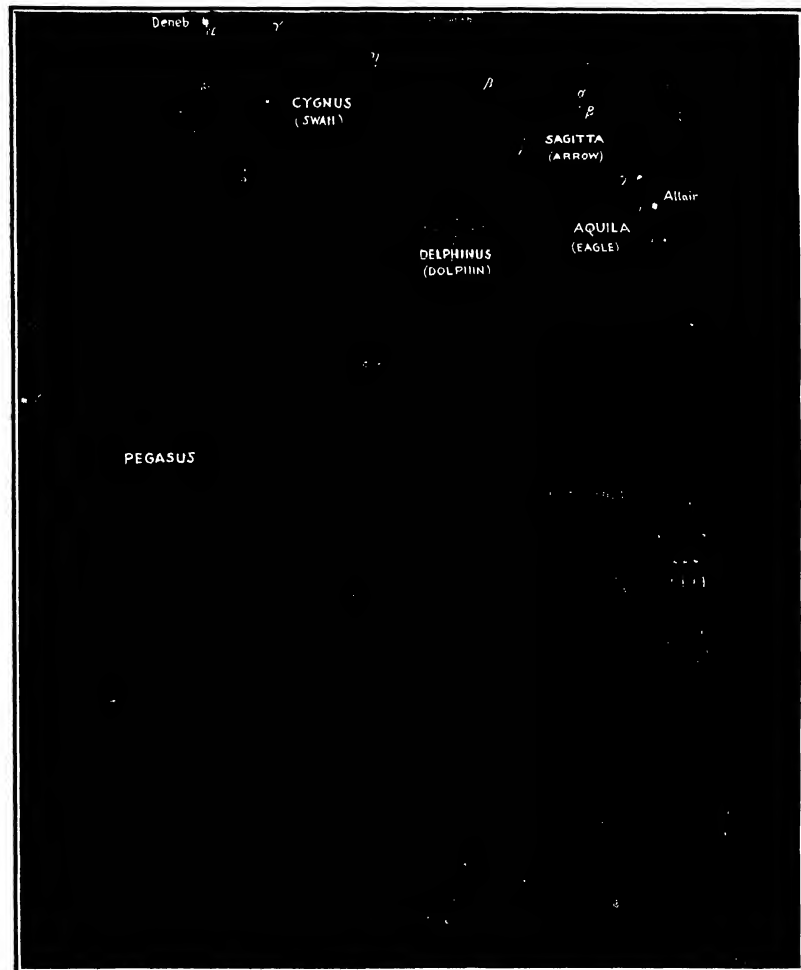 Deneb
α
γ
η
β
α
β
CYGNUS
(SWAN)
SAGITTA
(ARROW)
γ
Altair
AQUILA
(EAGLE)
DELPHINUS
(DOLPHIN)
PEGASUS